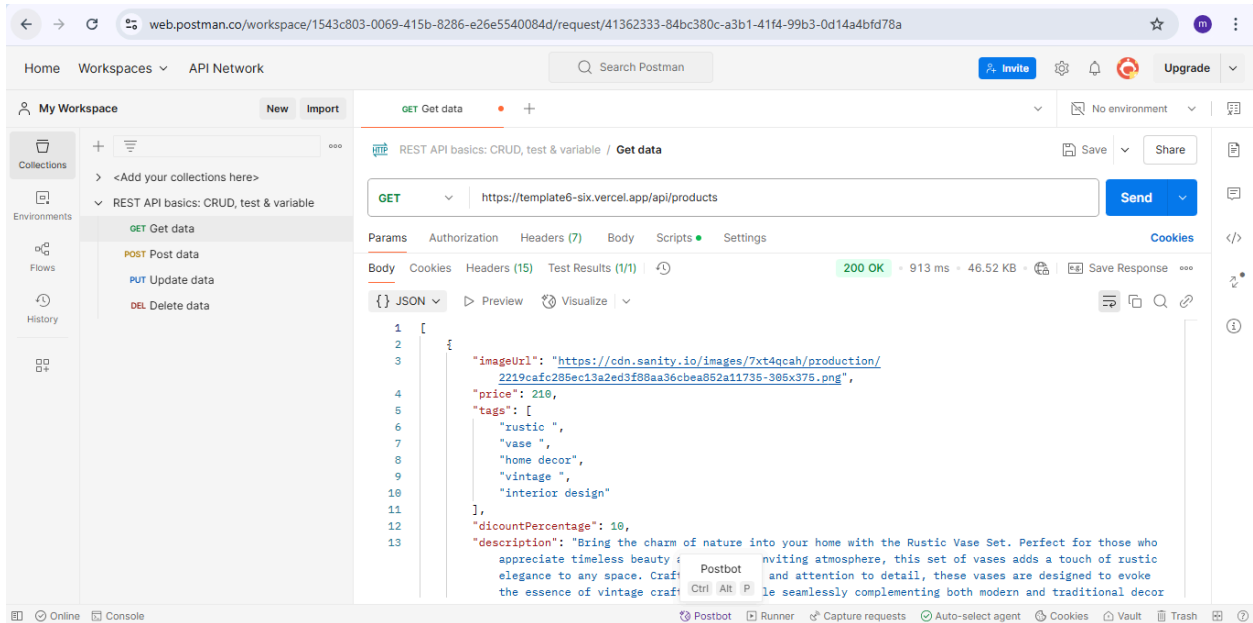 web.postman.co/workspace/1543c803-0069-415b-8286-e26e5540084d/request/41362333-84bc380c-a3b1-41f4-99b3-0d14a4bfd78a
m
Home Workspaces API Network Search Postman Invite Upgrade
My Workspace New Import GET Get data No environment
Collections
REST API basics: CRUD, test & variable / Get data Save Share
<Add your collections here>
REST API basics: CRUD, test & variable
GET https://template6-six.vercel.app/api/products Send
Environments
GET Get data
Params Authorization Headers (7) Body Scripts Settings Cookies
POST Post data
Flows
Body Cookies Headers (15) Test Results (1/1) 200 OK 913 ms 46.52 KB Save Response
PUT Update data
History
DEL Delete data
{} JSON Preview Visualize
1 [
2 {
3 "imageUrl": "https://cdn.sanity.io/images/7xt4qcah/production/
2219cafc285ec13a2ed3f88aa36cbea852a11735-305x375.png",
4 "price": 210,
5 "tags": [
6 "rustic ",
7 "vase ",
8 "home decor",
9 "vintage ",
10 "interior design"
11 ],
12 "dicountPercentage": 10,
13 "description": "Bring the charm of nature into your home with the Rustic Vase Set. Perfect for those who
appreciate timeless beauty inviting atmosphere, this set of vases adds a touch of rustic
elegance to any space. and attention to detail, these vases are designed to evoke
the essence of vintage seamlessly complementing both modern and traditional decor
Postbot
Ctrl Alt P
Online Console Postbot Runner Capture requests Auto-select agent Cookies Vault Trash